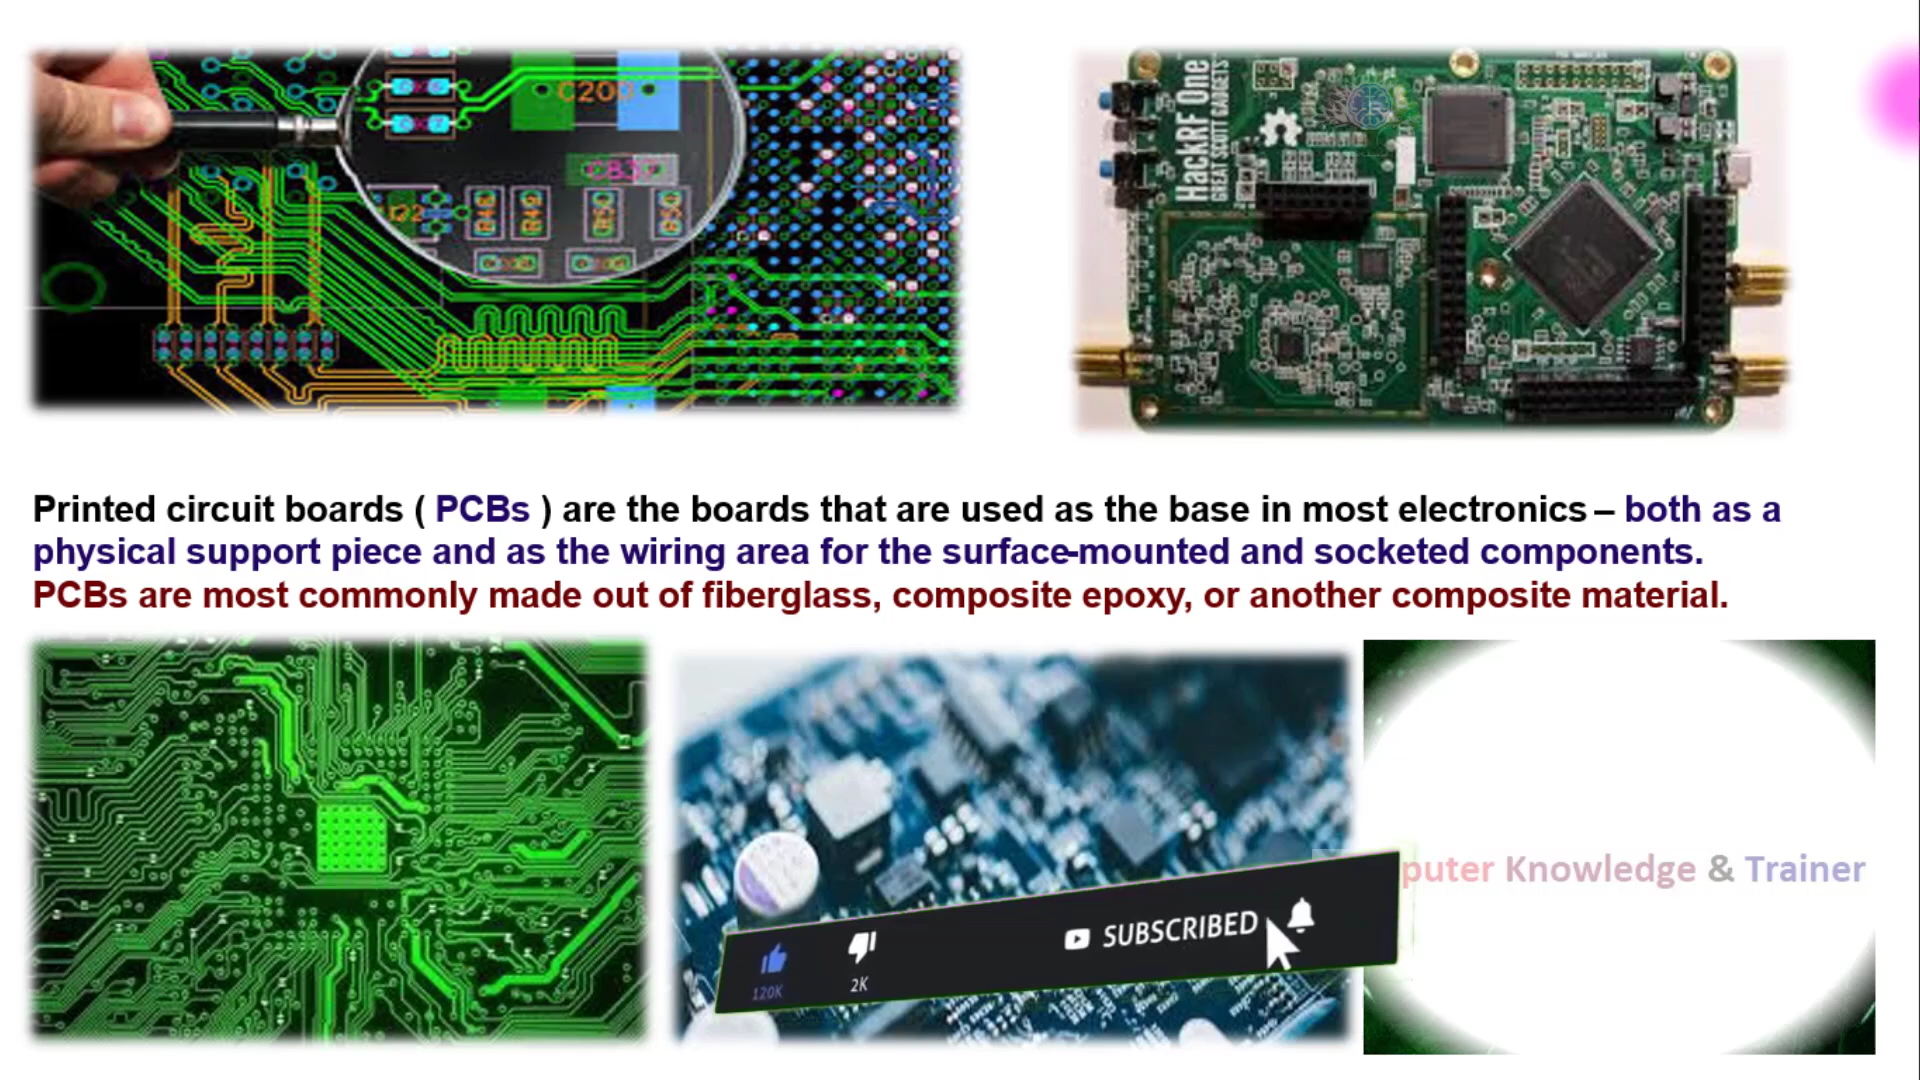 C200
C837
R48
R49
R51
R50
HackRF One
GREAT SCOTT GADGETS
Printed circuit boards ( PCBs ) are the boards that are used as the base in most electronics – both as a
physical support piece and as the wiring area for the surface-mounted and socketed components.
PCBs are most commonly made out of fiberglass, composite epoxy, or another composite material.
puter Knowledge & Trainer
SUBSCRIBED
120K
2K